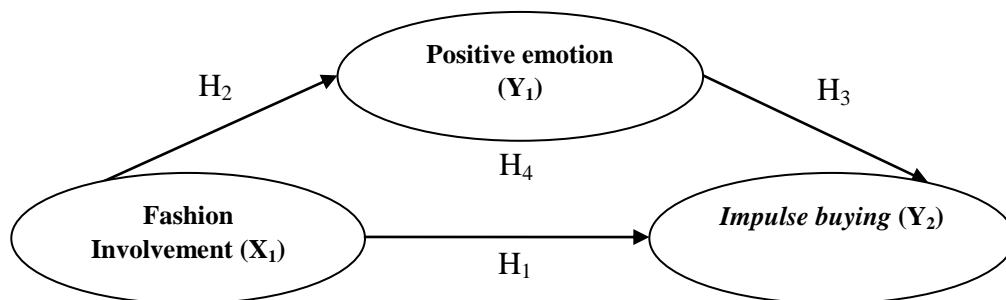 Positive emotion
(Y₁)
H₂
H₃
H₄
Fashion
Involvement (X₁)
Impulse buying (Y₂)
H₁